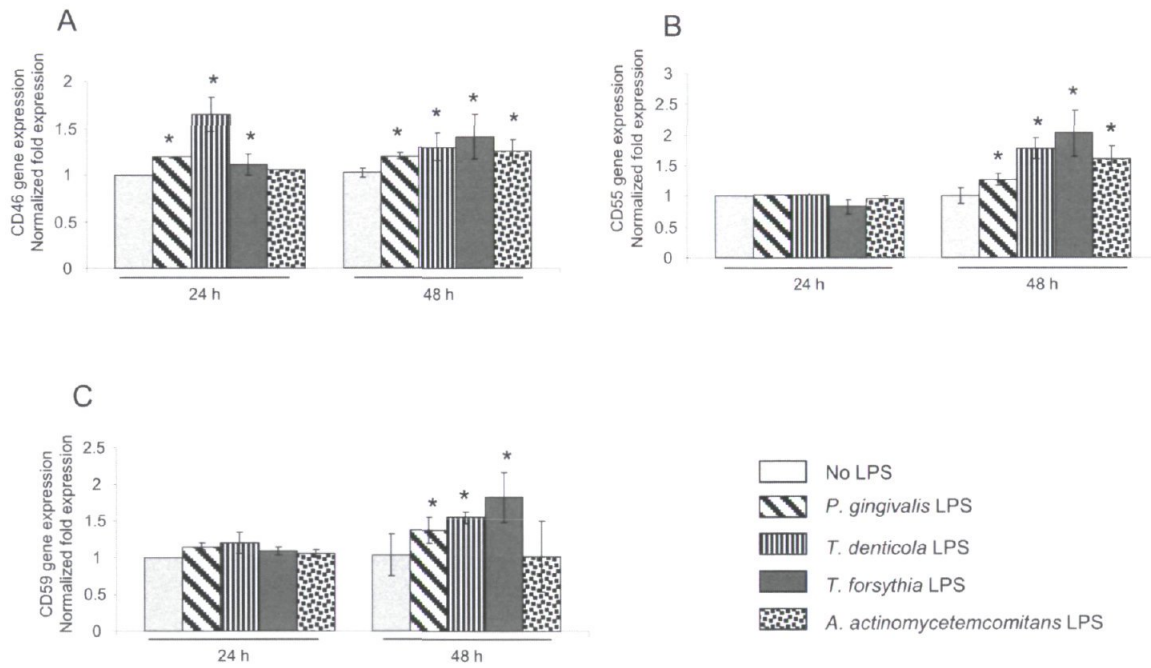 A
CD46 gene expression
Normalized fold expression
2
1.5
1
0.5
0
*
*
*
*
*
*
*
24 h
48 h
B
CD55 gene expression
Normalized fold expression
3
2.5
2
1.5
1
0.5
0
*
*
*
*
24 h
48 h
C
CD59 gene expression
Normalized fold expression
2.5
2
1.5
1
0.5
0
*
*
*
24 h
48 h
No LPS
P. gingivalis LPS
T. denticola LPS
T. forsythia LPS
A. actinomycetemcomitans LPS